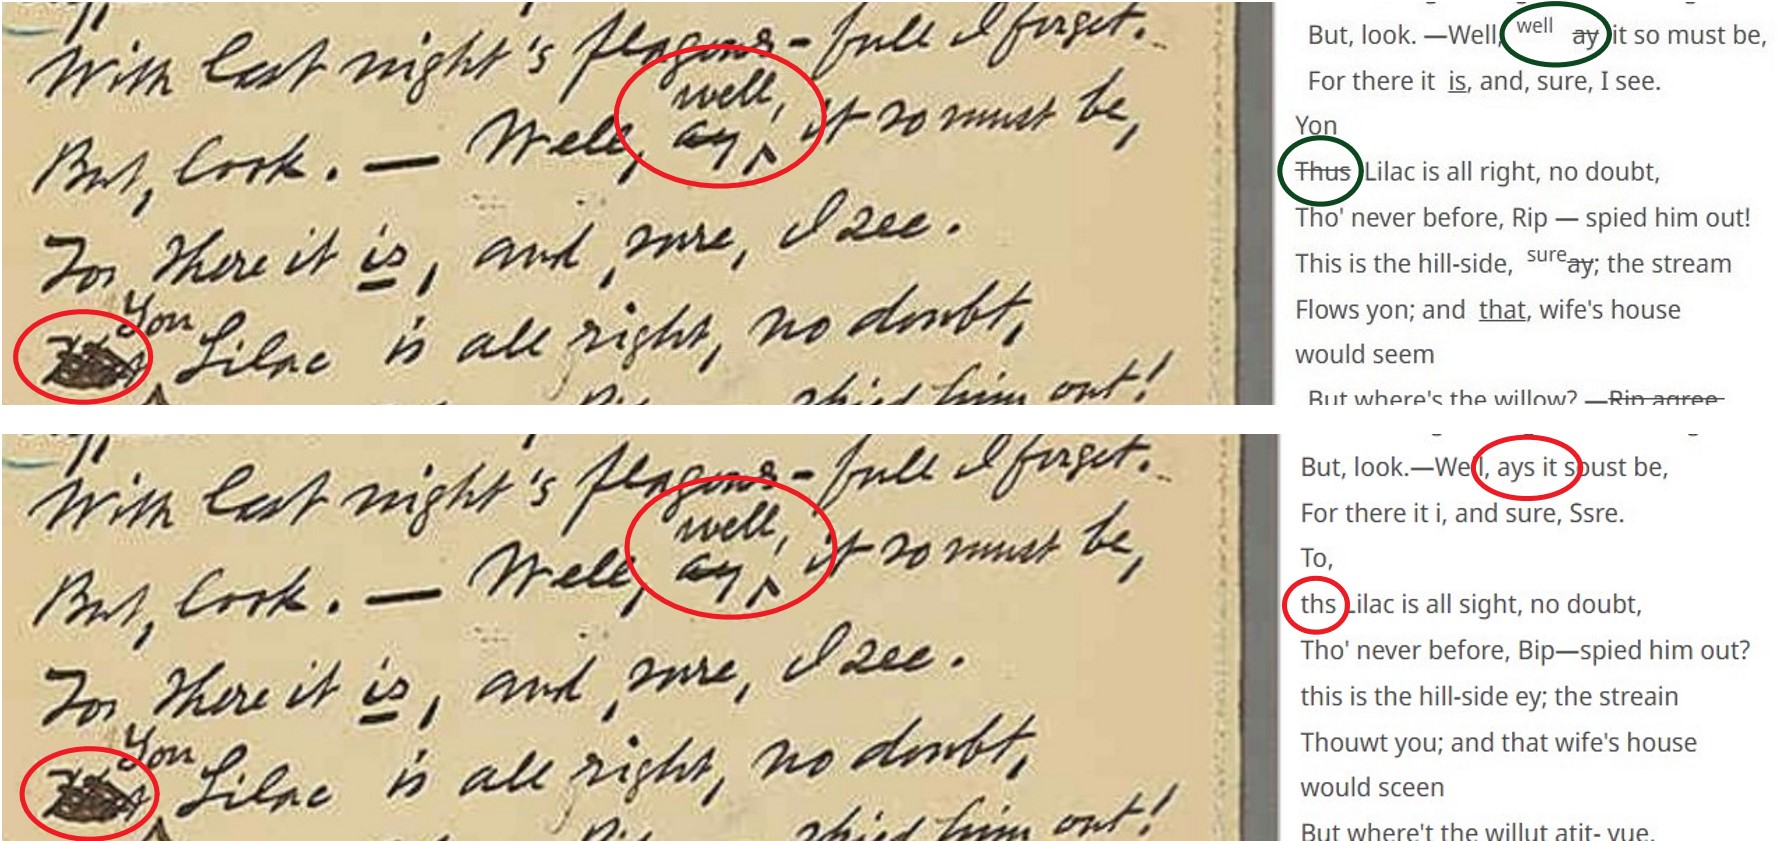 With last night's flagons-full I forget.
well,
But, look. — Well, ay, it so must be,
For there it is, and, sure, I see.
Yon
Lilac is all right, no doubt,
spied him out!
But, look. —Well, well ay it so must be,
For there it is, and, sure, I see.
Yon
Thus Lilac is all right, no doubt,
Tho' never before, Rip — spied him out!
This is the hill-side, sure ay; the stream
Flows yon; and that, wife's house
would seem
But where's the willow? —Rip agree
With last night's flagons-full I forget.
well,
But, look. — Well, ay, it so must be,
For there it is, and, sure, I see.
Yon
Lilac is all right, no doubt,
spied him out!
But, look.—Well, ays it spust be,
For there it i, and sure, Ssre.
To,
ths Lilac is all sight, no doubt,
Tho' never before, Bip—spied him out?
this is the hill-side ey; the streain
Thouwt you; and that wife's house
would sceen
But where't the willut atit- vue.